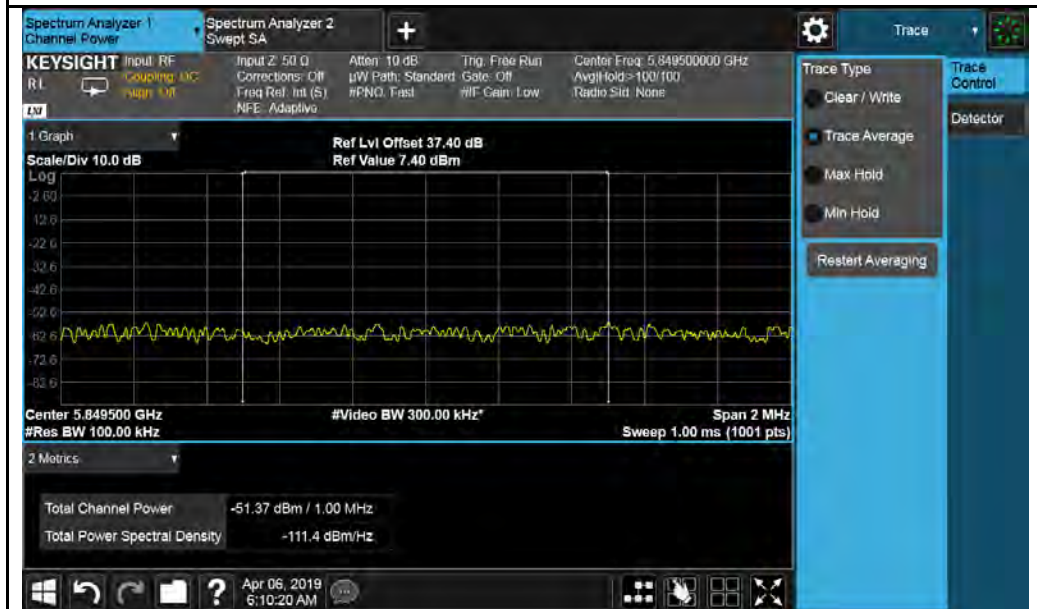 Spectrum Analyzer 1
Channel Power
Spectrum Analyzer 2
Swept SA
+
Trace
KEYSIGHT Input: RF
Coupling: DC
Align: Off
Input Z: 50 Ω
Corrections: Off
Freq Ref: Int (S)
NFE: Adaptive
Atten: 10 dB
µW Path: Standard
#PNO: Fast
Trig: Free Run
Gate: Off
#IF Gain: Low
Center Freq: 5.849500000 GHz
Avg|Hold:>100/100
Radio Std: None
LXI
Trace Type
Clear / Write
Trace Average
Max Hold
Min Hold
Restart Averaging
Trace
Control
Detector
1 Graph
Scale/Div 10.0 dB
Ref Lvl Offset 37.40 dB
Ref Value 7.40 dBm
Log
-2.60
-12.6
-22.6
-32.6
-42.6
-52.6
-62.6
-72.6
-82.6
Center 5.849500 GHz
#Video BW 300.00 kHz*
Span 2 MHz
#Res BW 100.00 kHz
Sweep 1.00 ms (1001 pts)
2 Metrics
Total Channel Power -51.37 dBm / 1.00 MHz
Total Power Spectral Density -111.4 dBm/Hz
?
Apr 06, 2019
6:10:20 AM